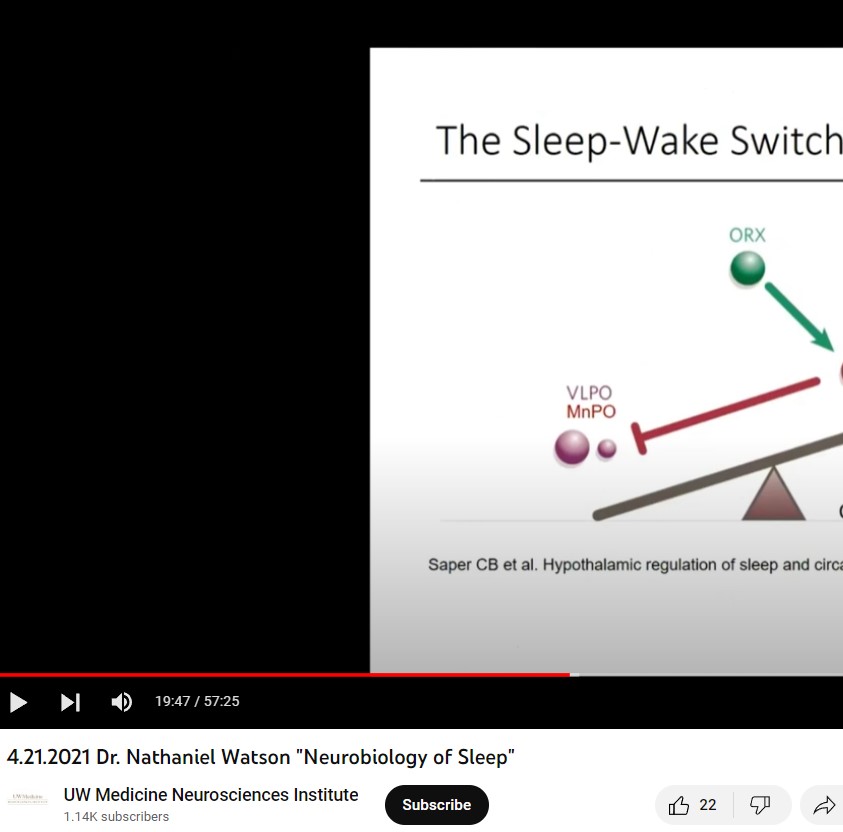 The Sleep-Wake Switch
ORX
VLPO
MnPO
Saper CB et al. Hypothalamic regulation of sleep and circa
19:47 / 57:25
4.21.2021 Dr. Nathaniel Watson "Neurobiology of Sleep"
UW Medicine Neurosciences Institute
1.14K subscribers
Subscribe
22